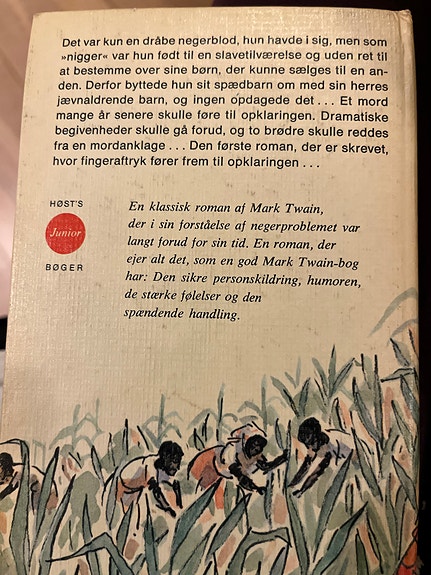 Det var kun en dråbe negerblod, hun havde i sig, men som
»nigger« var hun født til en slavetilværelse og uden ret til
at bestemme over sine børn, der kunne sælges til en an-
den. Derfor byttede hun sit spædbarn om med sin herres
jævnaldrende barn, og ingen opdagede det ... Et mord
mange år senere skulle føre til opklaringen. Dramatiske
begivenheder skulle gå forud, og to brødre skulle reddes
fra en mordanklage ... Den første roman, der er skrevet,
hvor fingeraftryk fører frem til opklaringen ...
HØST'S
Junior
BØGER
En klassisk roman af Mark Twain,
der i sin forståelse af negerproblemet var
langt forud for sin tid. En roman, der
ejer alt det, som en god Mark Twain-bog
har: Den sikre personskildring, humoren,
de stærke følelser og den
spændende handling.